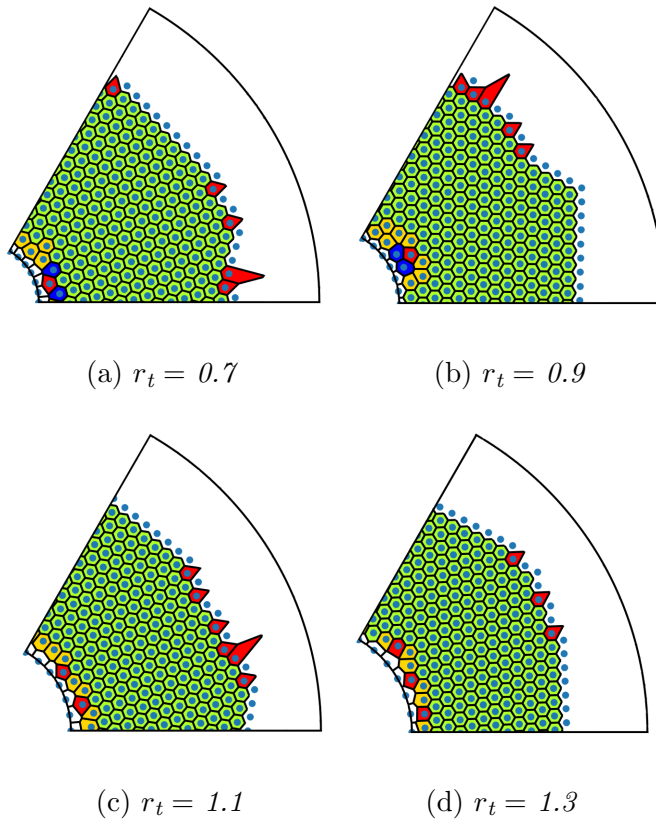 (a) r_t = 0.7
(b) r_t = 0.9
(c) r_t = 1.1
(d) r_t = 1.3